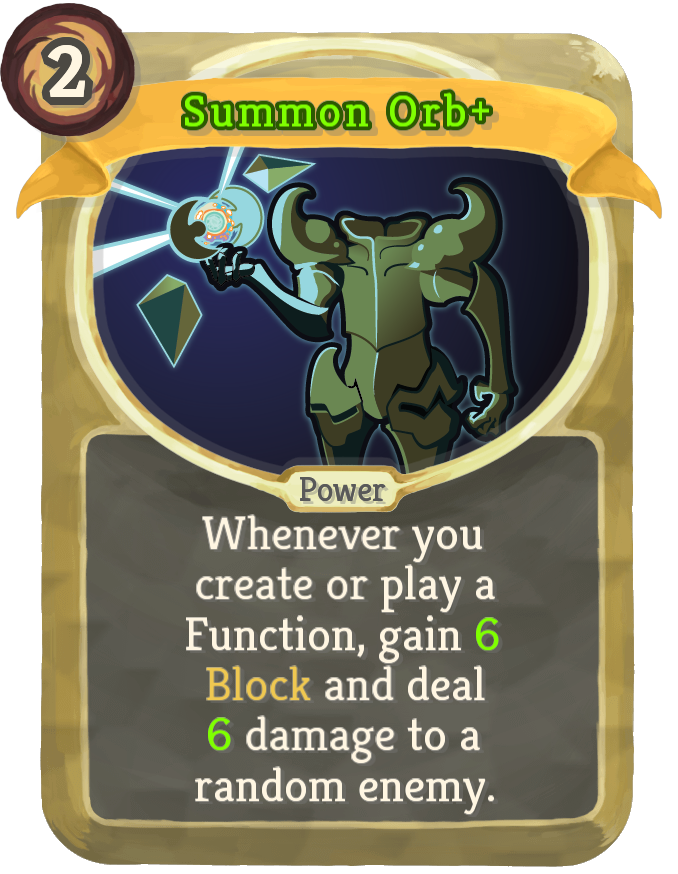 2
Summon Orb+
Power
Whenever you
create or play a
Function, gain 6
Block and deal
6 damage to a
random enemy.